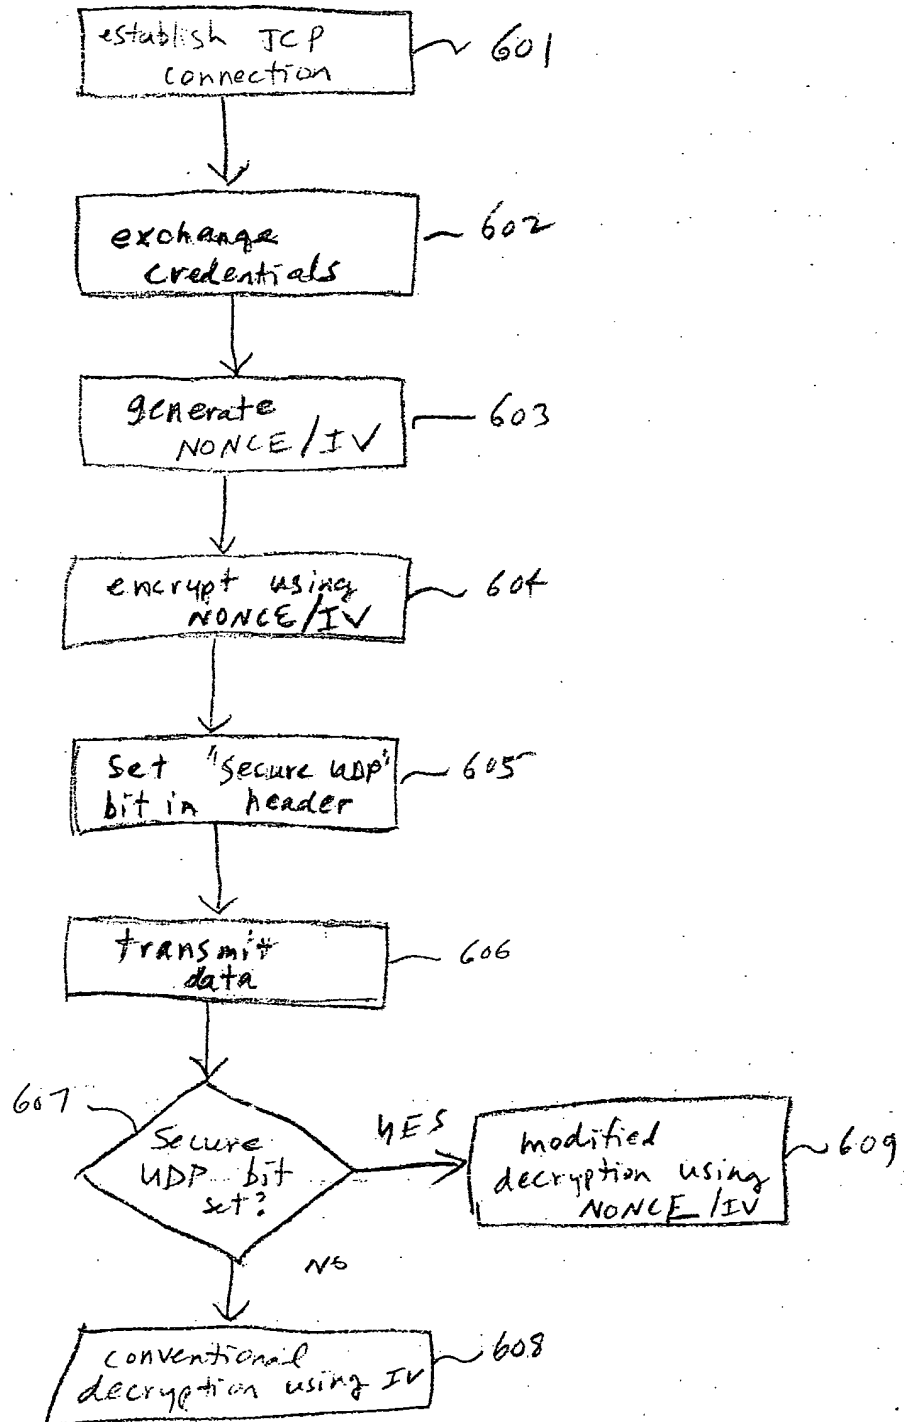 establish TCP
connection
601
exchange
credentials
602
generate
NONCE/IV
603
encrypt using
NONCE/IV
604
Set "Secure UDP"
bit in header
605
transmit
data
606
607
Secure
UDP bit
set?
YES
modified
decryption using
NONCE/IV
609
NO
conventional
decryption using IV
608